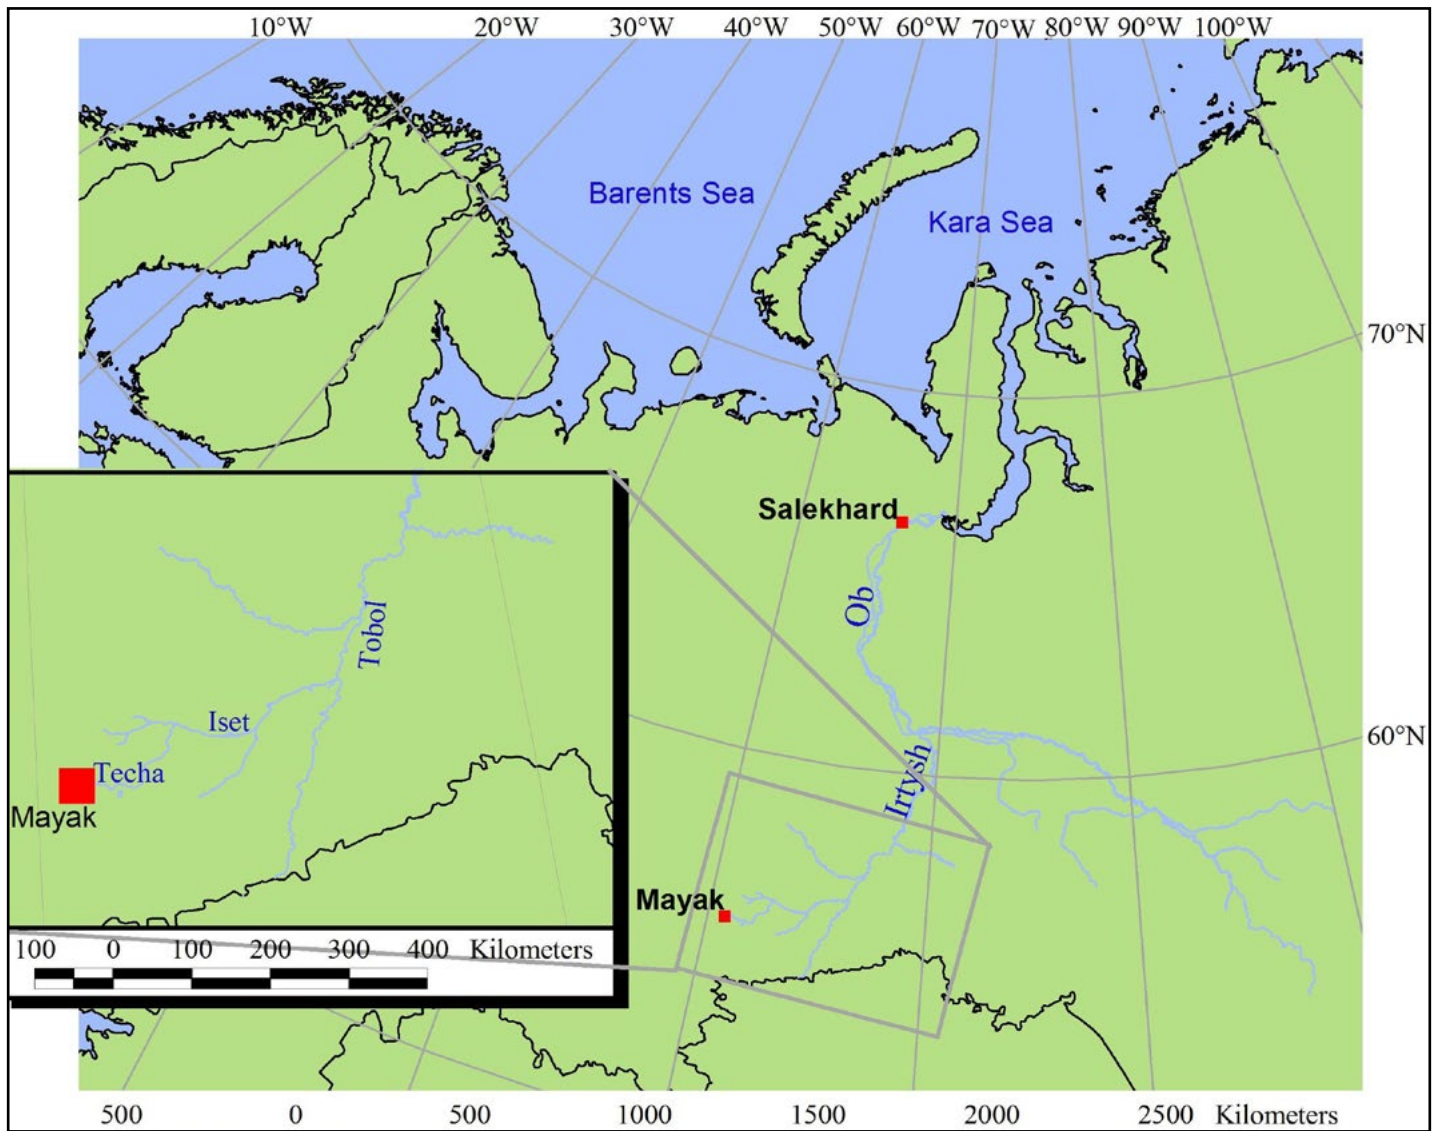 10°W 20°W 30°W 40°W 50°W 60°W 70°W 80°W 90°W 100°W
Barents Sea
Kara Sea
70°N
Salekhard
Ob
Tobol
Iset
60°N
Irtysh
Techa
Mayak
Mayak
100 0 100 200 300 400 Kilometers
500 0 500 1000 1500 2000 2500 Kilometers